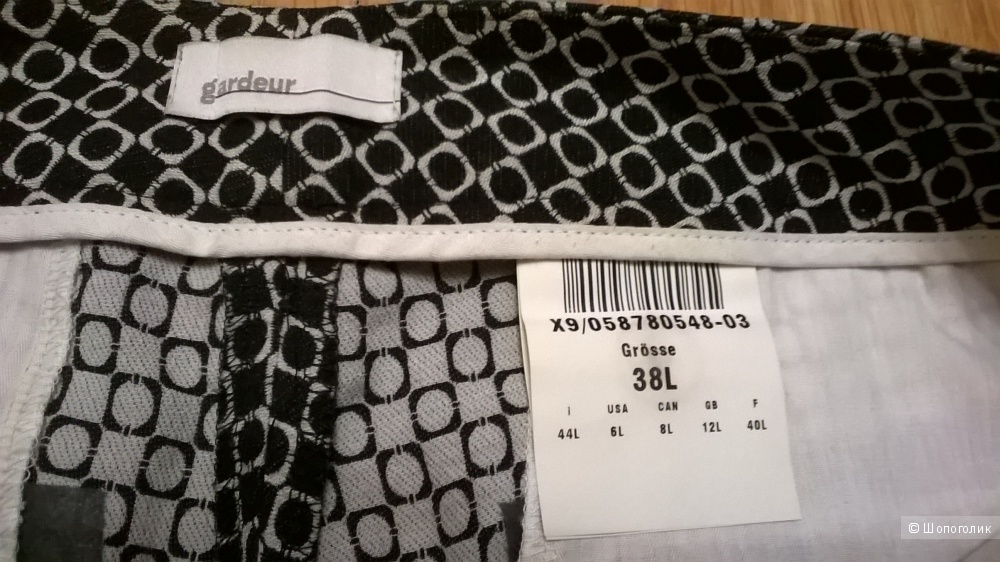 gardeur
X9/058780548-03
Grösse
38L
I USA CAN GB F
44L 6L 8L 12L 40L
© Шопоголик